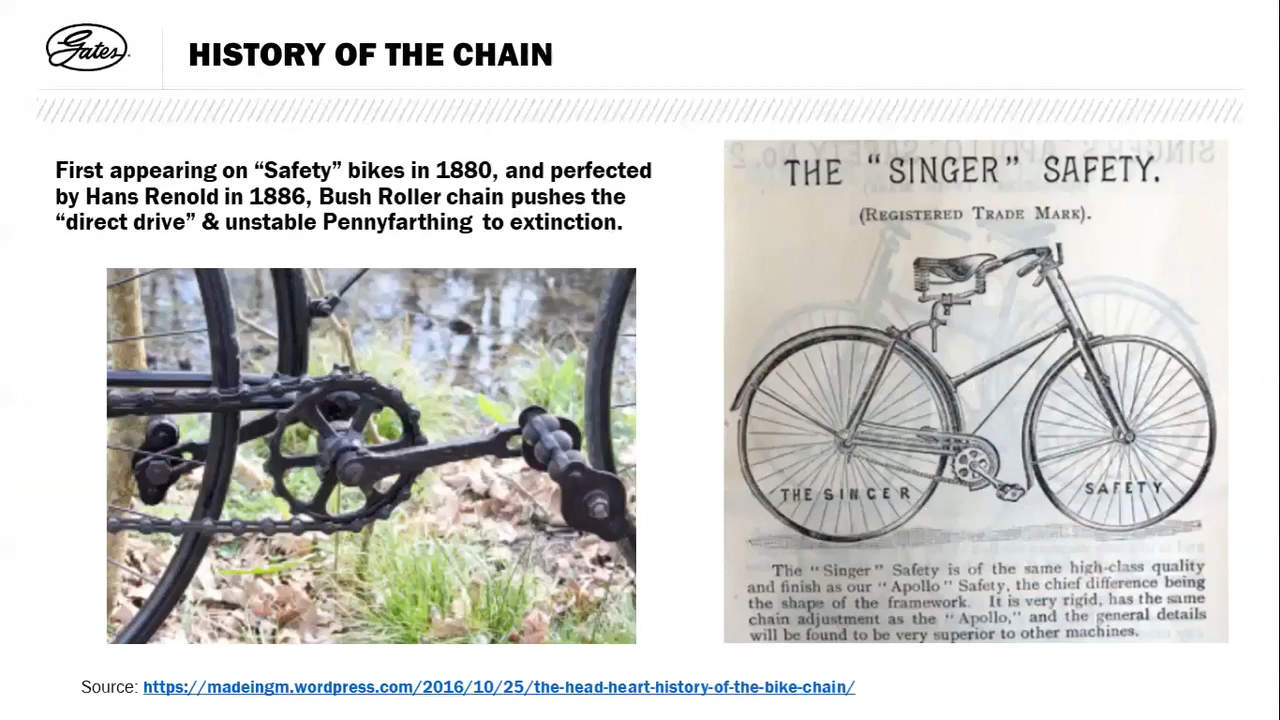 Gates
HISTORY OF THE CHAIN
First appearing on “Safety” bikes in 1880, and perfected
by Hans Renold in 1886, Bush Roller chain pushes the
“direct drive” & unstable Pennyfarthing to extinction.
THE “SINGER” SAFETY.
(REGISTERED TRADE MARK).
THE SINGER
SAFETY
The “Singer” Safety is of the same high-class quality
and finish as our “Apollo” Safety, the chief difference being
the shape of the framework. It is very rigid, has the same
chain adjustment as the “Apollo,” and the general details
will be found to be very superior to other machines.
Source: https://madeingm.wordpress.com/2016/10/25/the-head-heart-history-of-the-bike-chain/